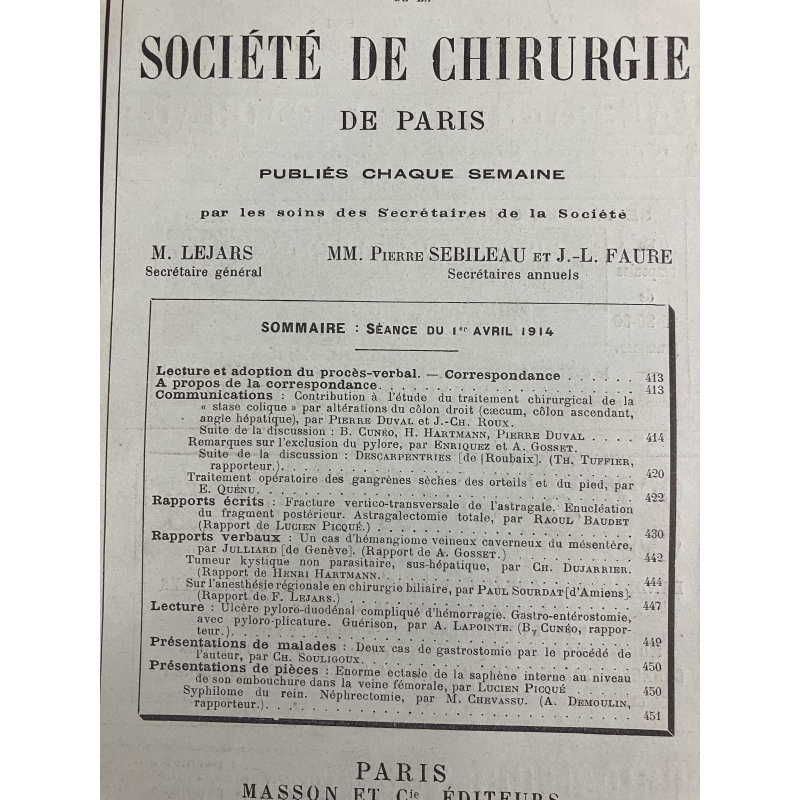 DE LA
SOCIÉTÉ DE CHIRURGIE
DE PARIS
PUBLIÉS CHAQUE SEMAINE
par les soins des Secrétaires de la Société
M. LEJARS
Secrétaire général
MM. PIERRE SEBILEAU ET J.-L. FAURE
Secrétaires annuels
SOMMAIRE : SÉANCE DU 1er AVRIL 1914
Lecture et adoption du procès-verbal. — Correspondance . . . . . . 413
A propos de la correspondance. . . . . . . . . . . . . . . . . . 413
Communications : Contribution à l'étude du traitement chirurgical de la
« stase colique » par altérations du côlon droit (cæcum, côlon ascendant,
angle hépatique), par PIERRE DUVAL et J.-CH. ROUX.
Suite de la discussion : B. CUNÉO, H. HARTMANN, PIERRE DUVAL . . . . 414
Remarques sur l'exclusion du pylore, par ENRIQUEZ et A. GOSSET.
Suite de la discussion : DESCARPENTRIES [de Roubaix]. (TH. TUFFIER,
rapporteur.). . . . . . . . . . . . . . . . . . . . . . . . . . 420
Traitement opératoire des gangrènes sèches des orteils et du pied, par
E. QUÉNU. . . . . . . . . . . . . . . . . . . . . . . . . . . . 422
Rapports écrits : Fracture vertico-transversale de l'astragale. Énucléation
du fragment postérieur. Astragalectomie totale, par RAOUL BAUDET
(Rapport de LUCIEN PICQUÉ.) . . . . . . . . . . . . . . . . . . 430
Rapports verbaux : Un cas d'hémangiome veineux caverneux du mésentère,
par JULLIARD [de Genève]. (Rapport de A. GOSSET.) . . . . . . . . 442
Tumeur kystique non parasitaire, sus-hépatique, par CH. DUJARRIER.
(Rapport de HENRI HARTMANN. . . . . . . . . . . . . . . . . . . 444
Sur l'anesthésie régionale en chirurgie biliaire, par PAUL SOURDAT [d'Amiens].
(Rapport de F. LEJARS.) . . . . . . . . . . . . . . . . . . . . 447
Lecture : Ulcère pyloro-duodénal compliqué d'hémorragie. Gastro-entérostomie,
avec pyloro-plicature. Guérison, par A. LAPOINTE. (B. CUNÉO, rappor-
teur.). . . . . . . . . . . . . . . . . . . . . . . . . . . . . 449
Présentations de malades : Deux cas de gastrostomie par le procédé de
l'auteur, par CH. SOULIGOUX. . . . . . . . . . . . . . . . . . . 450
Présentations de pièces : Enorme ectasie de la saphène interne au niveau
de son embouchure dans la veine fémorale, par LUCIEN PICQUÉ . . . . 450
Syphilome du rein. Néphrectomie, par M. CHEVASSU. (A. DEMOULIN,
rapporteur.). . . . . . . . . . . . . . . . . . . . . . . . . . 451
PARIS
MASSON ET Cie, ÉDITEURS